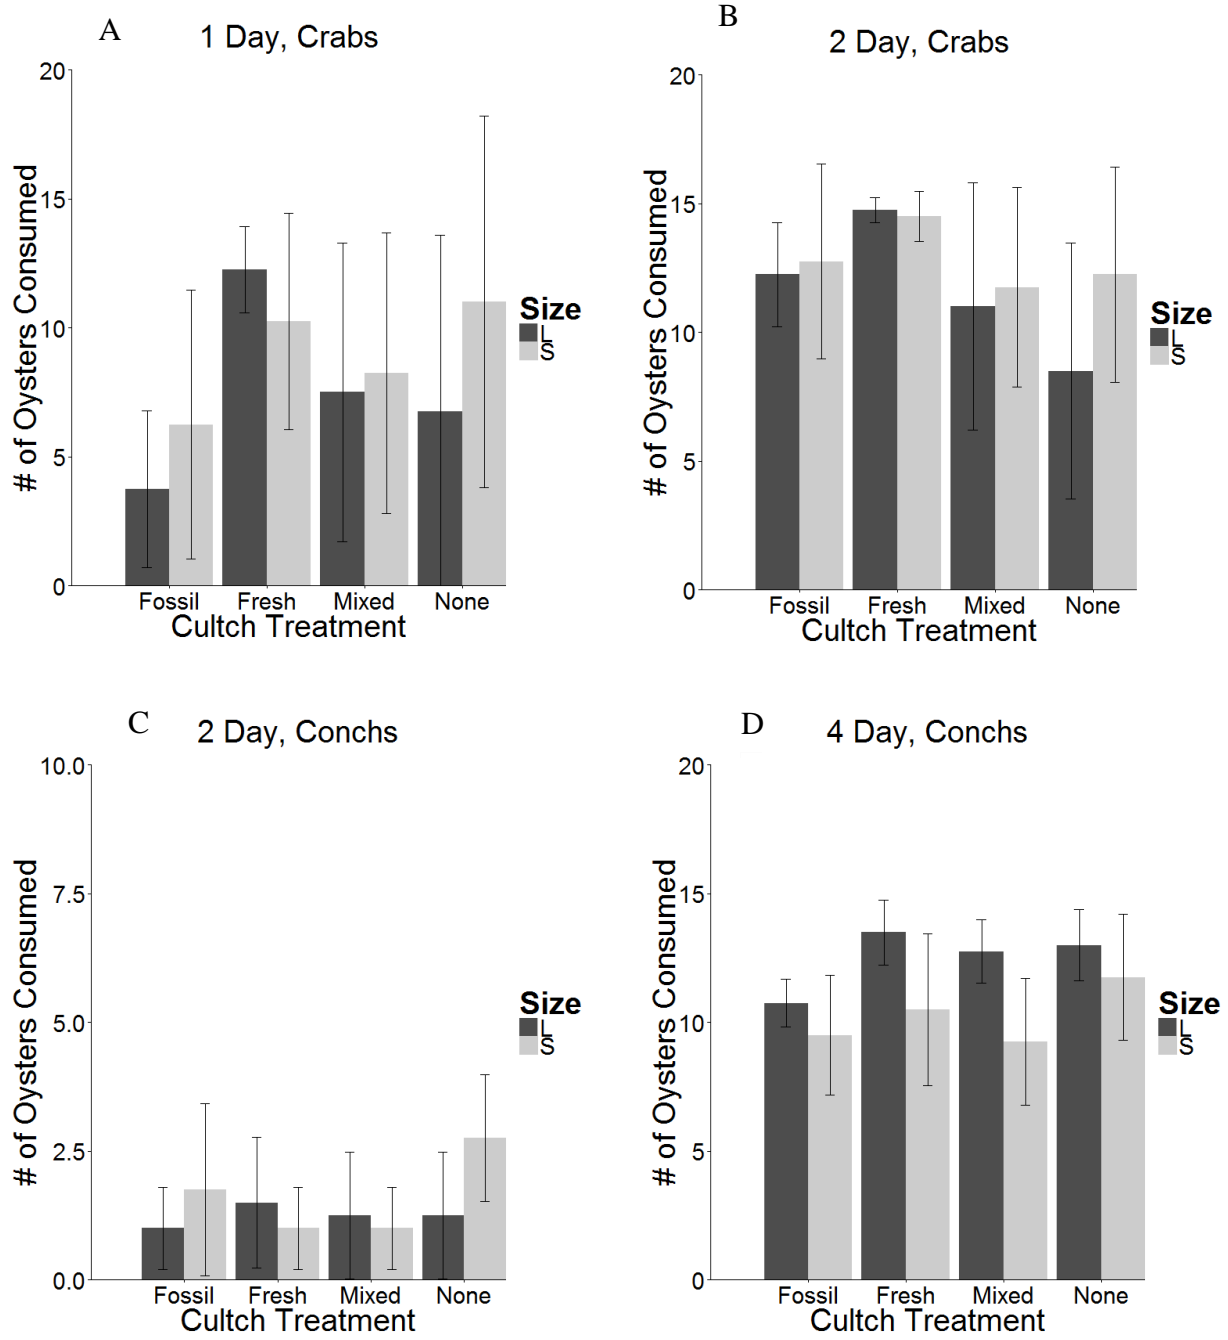 A
1 Day, Crabs
# of Oysters Consumed
20
15
10
5
0
Fossil Fresh Mixed None
Cultch Treatment
Size
L
S
B
2 Day, Crabs
# of Oysters Consumed
20
15
10
5
0
Fossil Fresh Mixed None
Cultch Treatment
Size
L
S
C
2 Day, Conchs
# of Oysters Consumed
10.0
7.5
5.0
2.5
0.0
Fossil Fresh Mixed None
Cultch Treatment
Size
L
S
D
4 Day, Conchs
# of Oysters Consumed
20
15
10
5
0
Fossil Fresh Mixed None
Cultch Treatment
Size
L
S